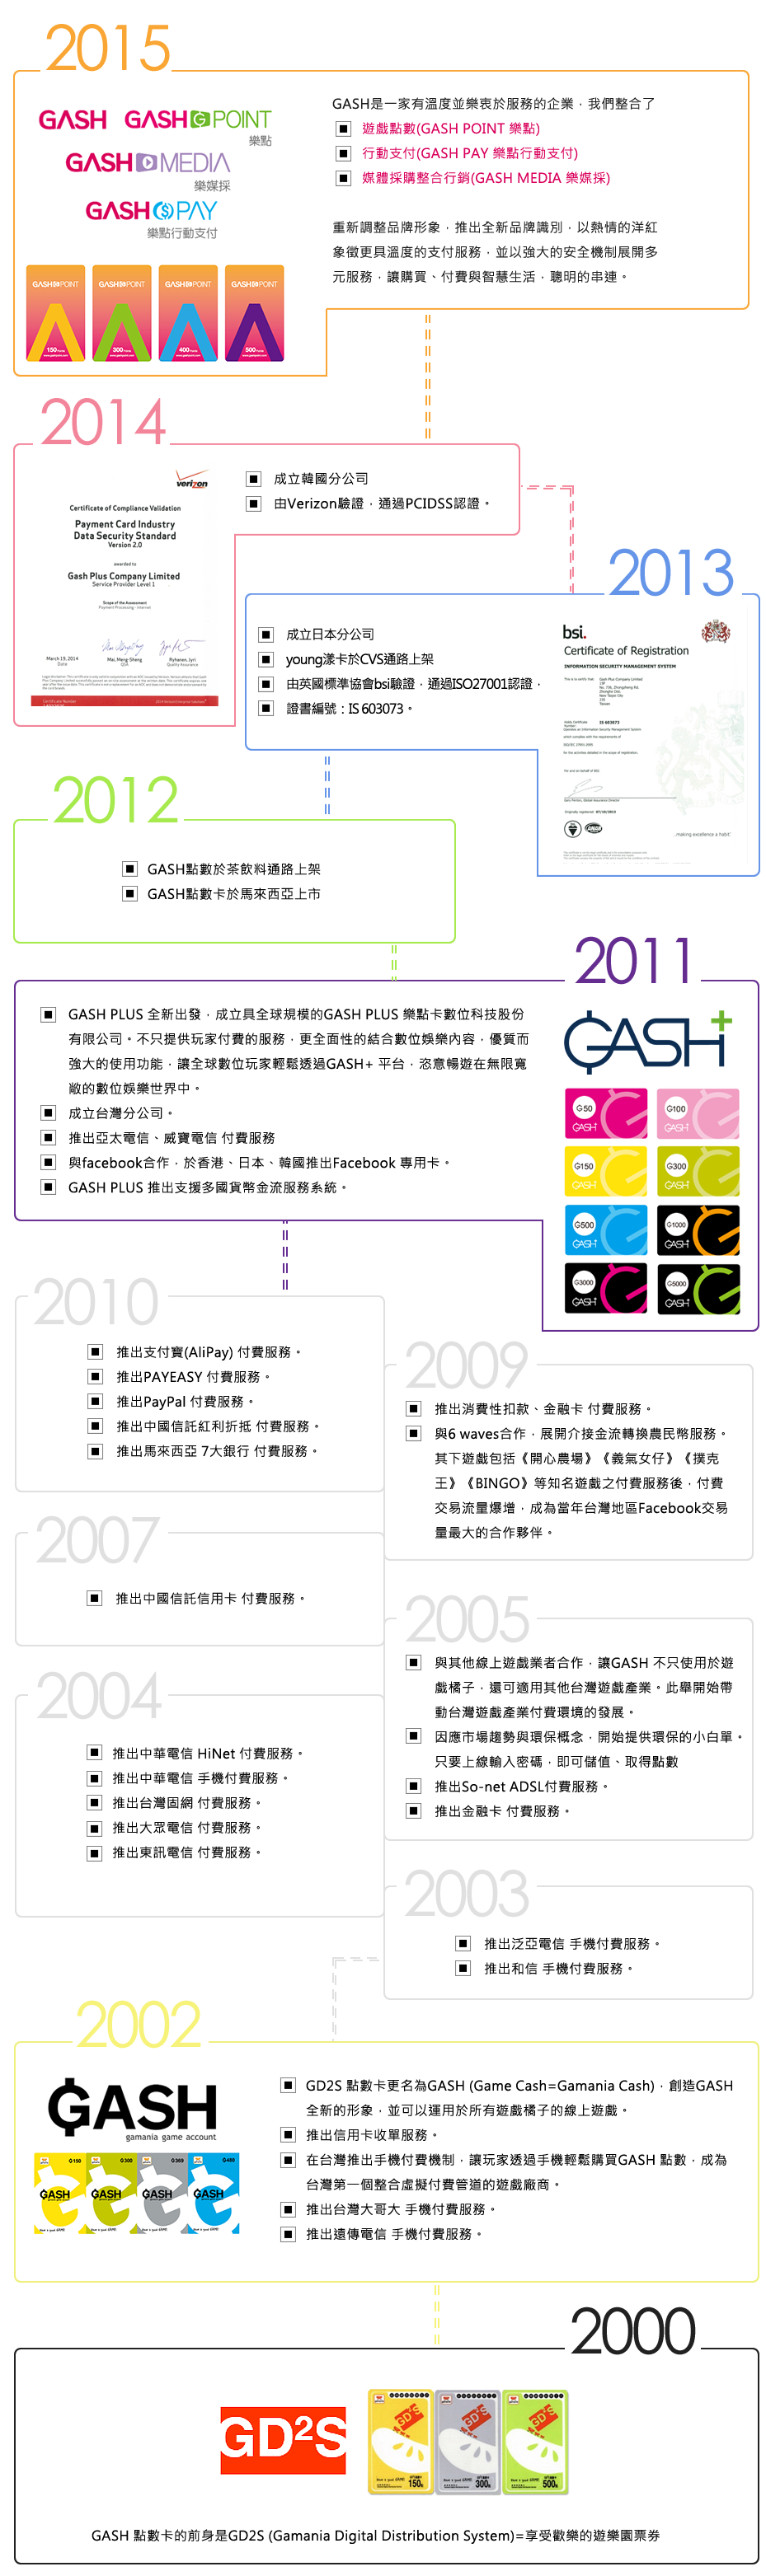 2015
GASH
GASH POINT
樂點
GASH MEDIA
樂媒採
GASH PAY
樂點行動支付
GASH POINT GASH POINT GASH POINT GASH POINT
150 300 400 500
GASH是一家有溫度並樂衷於服務的企業，我們整合了
遊戲點數(GASH POINT 樂點)
行動支付(GASH PAY 樂點行動支付)
媒體採購整合行銷(GASH MEDIA 樂媒採)
重新調整品牌形象，推出全新品牌識別，以熱情的洋紅
象徵更具溫度的支付服務，並以強大的安全機制展開多
元服務，讓購買、付費與智慧生活，聰明的串連。
2014
verizon
Certificate of Compliance Validation
Payment Card Industry
Data Security Standard
Version 2.0
awarded to
Gash Plus Company Limited
Service Provider Level 1
Scope of the Assessment
Payment Processing - Internet
March 19, 2014
Date
Mai, Meng-Sheng
QSA
Ryharon, Jyri
Quality Assurance
成立韓國分公司
由Verizon驗證，通過PCIDSS認證。
2013
成立日本分公司
young漾卡於CVS通路上架
由英國標準協會bsi驗證，通過ISO27001認證，
證書編號：IS 603073。
bsi.
Certificate of Registration
INFORMATION SECURITY MANAGEMENT SYSTEM
This is to certify that:
Gash Plus Company Limited
IS 603073
...making excellence a habit
2012
GASH點數於茶飲料通路上架
GASH點數卡於馬來西亞上市
2011
GASH PLUS 全新出發，成立具全球規模的GASH PLUS 樂點卡數位科技股份
有限公司。不只提供玩家付費的服務，更全面性的結合數位娛樂內容，優質而
強大的使用功能，讓全球數位玩家輕鬆透過GASH+ 平台，恣意暢遊在無限寬
敞的數位娛樂世界中。
成立台灣分公司。
推出亞太電信、威寶電信 付費服務
與facebook合作，於香港、日本、韓國推出Facebook 專用卡。
GASH PLUS 推出支援多國貨幣金流服務系統。
GASH+
G50 GASH+
G100 GASH+
G150 GASH+
G300 GASH+
G500 GASH+
G1000 GASH+
G3000 GASH+
G5000 GASH+
2010
推出支付寶(AliPay) 付費服務。
推出PAYEASY 付費服務。
推出PayPal 付費服務。
推出中國信託紅利折抵 付費服務。
推出馬來西亞 7大銀行 付費服務。
2009
推出消費性扣款、金融卡 付費服務。
與6 waves合作，展開介接金流轉換農民幣服務。
其下遊戲包括《開心農場》《義氣女仔》《撲克
王》《BINGO》等知名遊戲之付費服務後，付費
交易流量爆增，成為當年台灣地區Facebook交易
量最大的合作夥伴。
2007
推出中國信託信用卡 付費服務。
2005
與其他線上遊戲業者合作，讓GASH 不只使用於遊
戲橘子，還可適用其他台灣遊戲產業。此舉開始帶
動台灣遊戲產業付費環境的發展。
因應市場趨勢與環保概念，開始提供環保的小白單。
只要上線輸入密碼，即可儲值、取得點數
推出So-net ADSL付費服務。
推出金融卡 付費服務。
2004
推出中華電信 HiNet 付費服務。
推出中華電信 手機付費服務。
推出台灣固網 付費服務。
推出大眾電信 付費服務。
推出東訊電信 付費服務。
2003
推出泛亞電信 手機付費服務。
推出和信 手機付費服務。
2002
GASH
gamania game account
G150 G300 G369 G480
GASH GASH GASH GASH
GD2S 點數卡更名為GASH (Game Cash=Gamania Cash)，創造GASH
全新的形象，並可以運用於所有遊戲橘子的線上遊戲。
推出信用卡收單服務。
在台灣推出手機付費機制，讓玩家透過手機輕鬆購買GASH 點數，成為
台灣第一個整合虛擬付費管道的遊戲廠商。
推出台灣大哥大 手機付費服務。
推出遠傳電信 手機付費服務。
2000
GD²S
GD²S GD²S GD²S
150 300 500
GASH 點數卡的前身是GD2S (Gamania Digital Distribution System)=享受歡樂的遊樂園票券